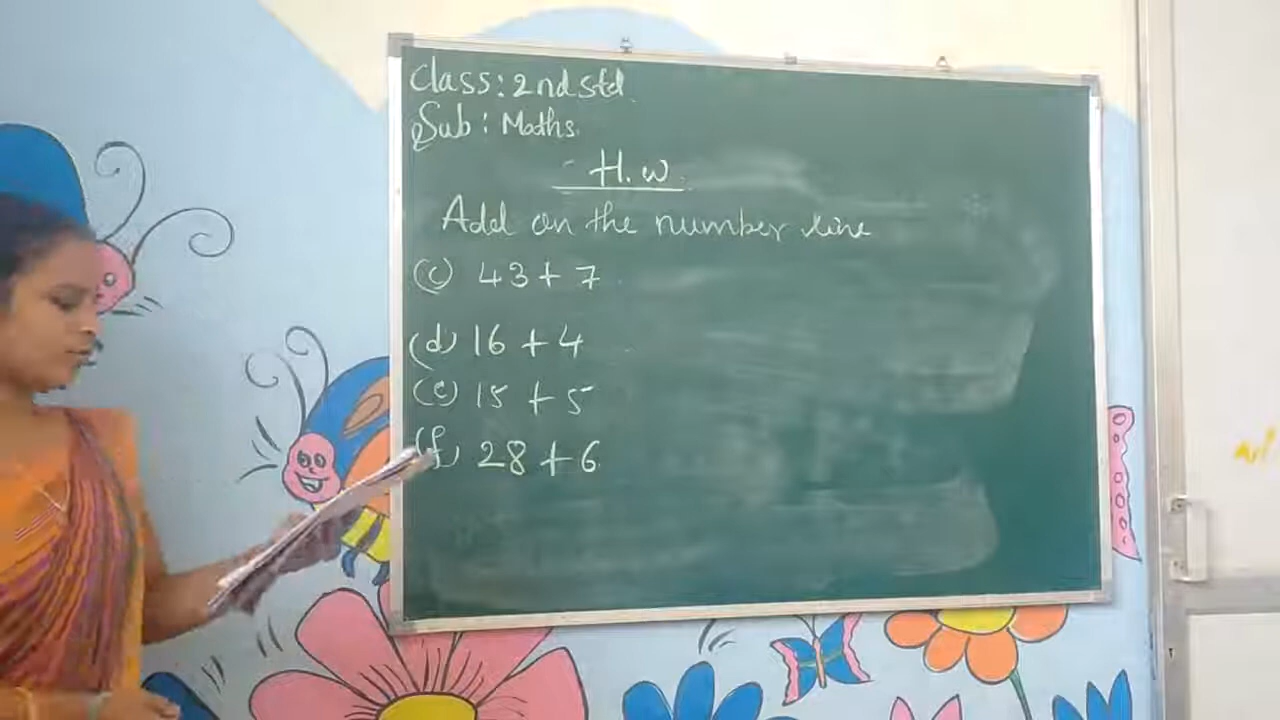 Class: 2nd std.
Sub: Maths.
H.W.
Add on the number line
(c) 43 + 7
(d) 16 + 4
(e) 15 + 5
(f) 28 + 6